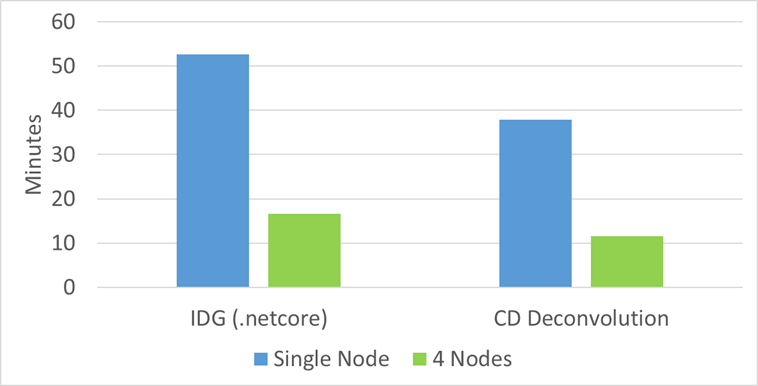 60
50
40
30
20
10
0
Minutes
IDG (.netcore)
CD Deconvolution
Single Node
4 Nodes